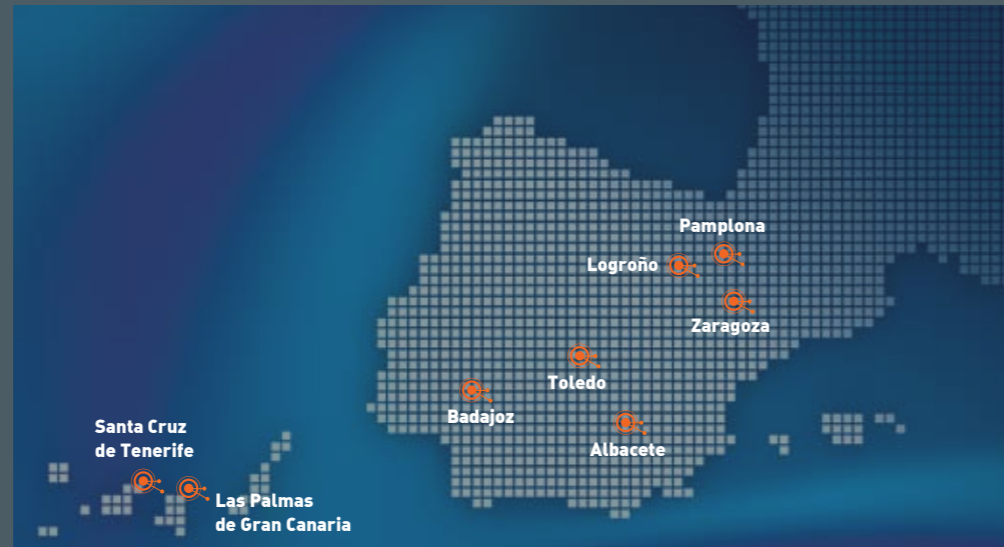 Pamplona
Logroño
Zaragoza
Toledo
Badajoz
Albacete
Santa Cruz
de Tenerife
Las Palmas
de Gran Canaria